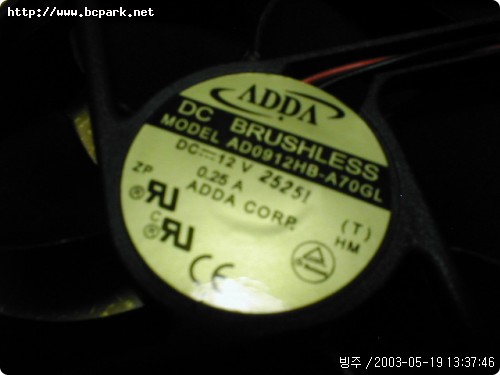 http://www.bcpark.net
ADDA
DC BRUSHLESS
MODEL AD0912HB-A70GL
DC 12 V 2525I
0.25 A
ADDA CORP.
ZP
(T)
HM
C
CE
빙주 / 2003-05-19 13:37:46